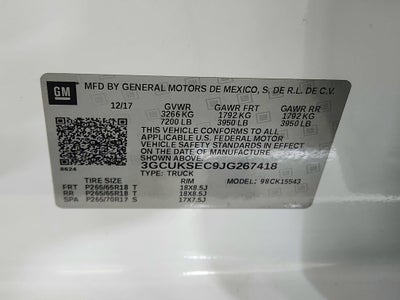 GM
MFD BY GENERAL MOTORS DE MEXICO, S. DE R.L. DE C.V.
12/17 GVWR GAWR FRT GAWR RR
3266 KG 1792 KG 1792 KG
7200 LB 3950 LB 3950 LB
THIS VEHICLE CONFORMS TO ALL
APPLICABLE U.S. FEDERAL MOTOR
VEHICLE SAFETY STANDARDS IN EFFECT
ON THE DATE OF MANUFACTURE
SHOWN ABOVE.
8624 3GCUKSEC9JG267418
TYPE: TRUCK
TIRE SIZE RIM MODEL: 98CK15543
FRT P265/65R18 T 18X8.5J
RR P265/65R18 T 18X8.5J
SPA P265/70R17 S 17X7.5J